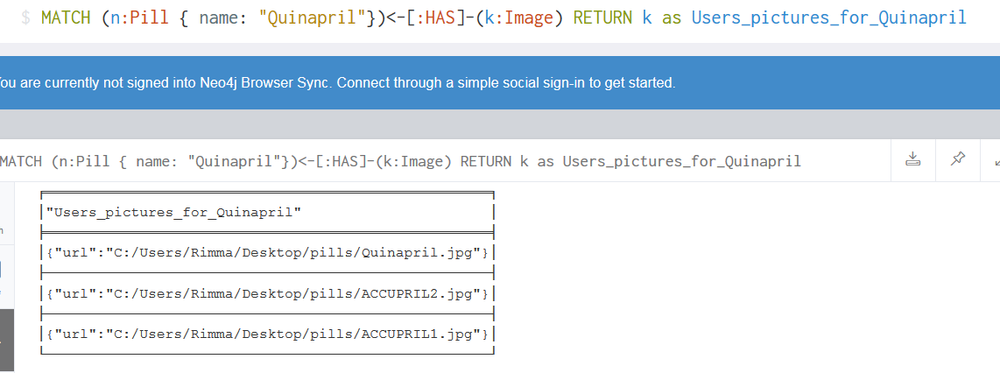 $ MATCH (n:Pill { name: "Quinapril"})<-[:HAS]-(k:Image) RETURN k as Users_pictures_for_Quinapril
ou are currently not signed into Neo4j Browser Sync. Connect through a simple social sign-in to get started.
MATCH (n:Pill { name: "Quinapril"})<-[:HAS]-(k:Image) RETURN k as Users_pictures_for_Quinapril
"Users_pictures_for_Quinapril"
{"url":"C:/Users/Rimma/Desktop/pills/Quinapril.jpg"}
{"url":"C:/Users/Rimma/Desktop/pills/ACCUPRIL2.jpg"}
{"url":"C:/Users/Rimma/Desktop/pills/ACCUPRIL1.jpg"}